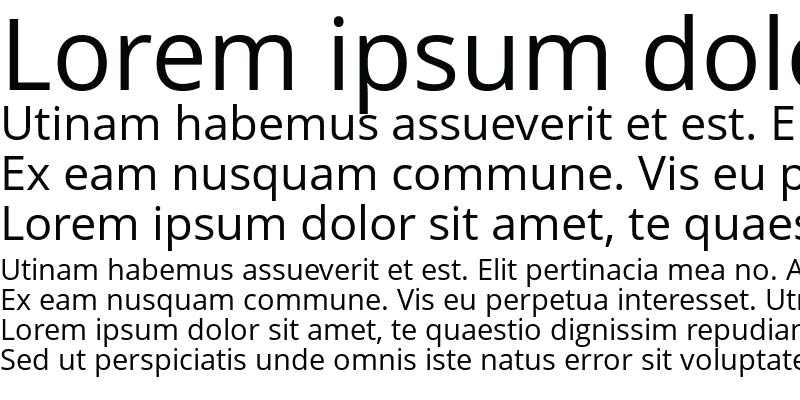 Lorem ipsum
Utinam habemus assueverit et est. E
Ex eam nusquam commune. Vis eu p
Lorem ipsum dolor sit amet, te quaes
Utinam habemus assueverit et est. Elit pertinacia mea no. A
Ex eam nusquam commune. Vis eu perpetua interesset. Ut
Lorem ipsum dolor sit amet, te quaestio dignissim repudiar
Sed ut perspiciatis unde omnis iste natus error sit voluptate